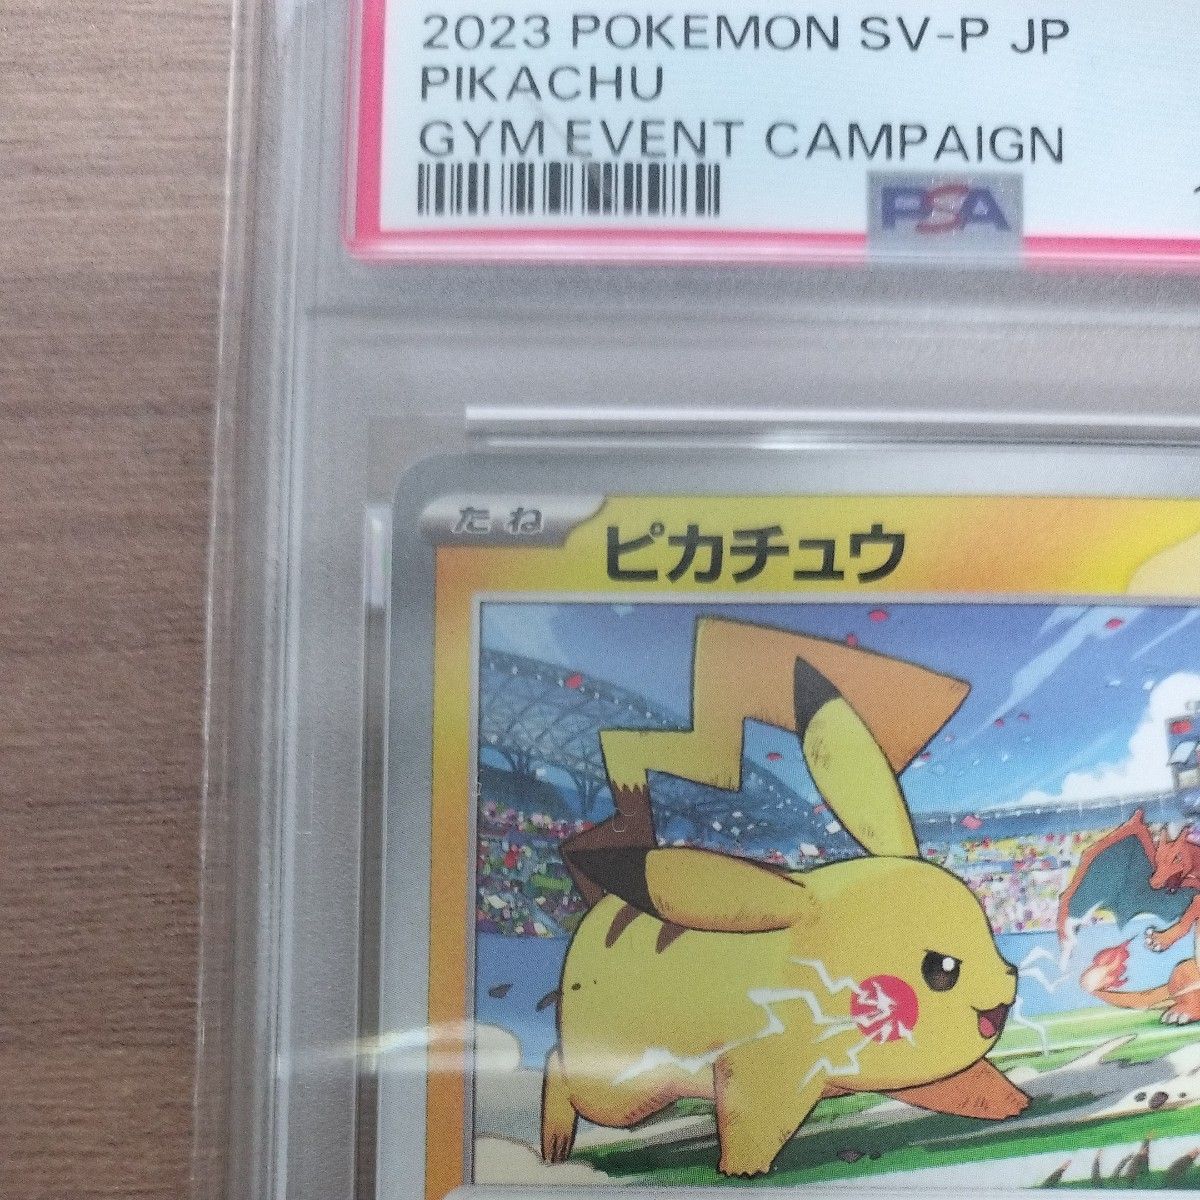 2023 POKEMON SV-P JP
PIKACHU
GYM EVENT CAMPAIGN
PSA
たね
ピカチュウ